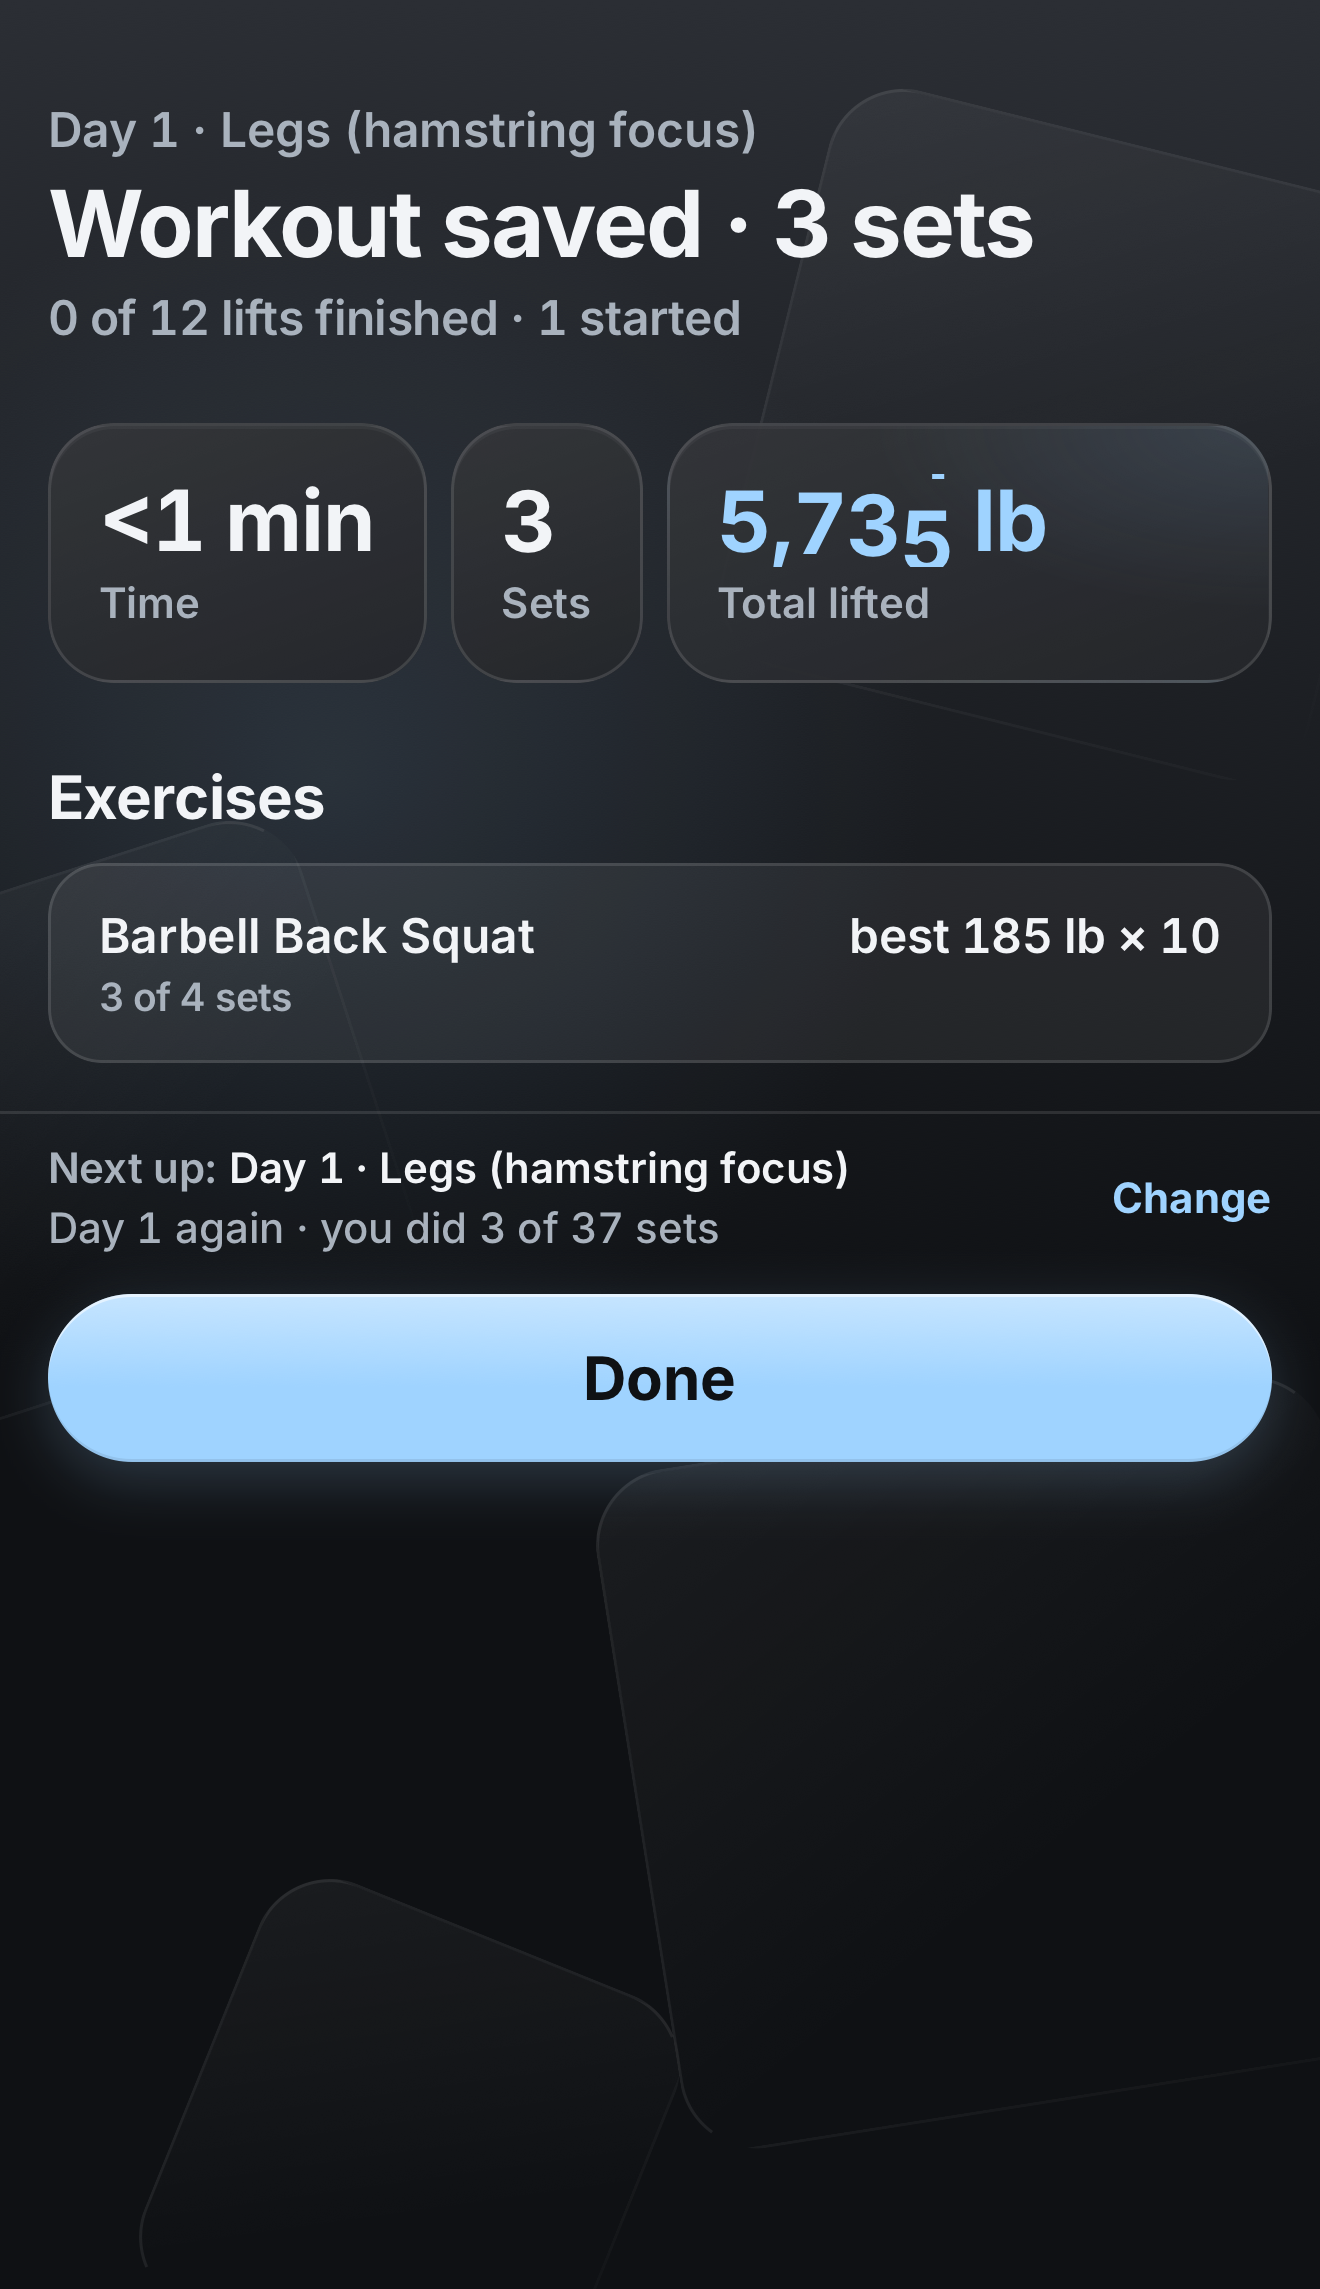 Day 1 · Legs (hamstring focus)
Workout saved · 3 sets
0 of 12 lifts finished · 1 started
<1 min
Time
3
Sets
5,735 lb
Total lifted
Exercises
Barbell Back Squat
best 185 lb × 10
3 of 4 sets
Next up: Day 1 · Legs (hamstring focus)
Day 1 again · you did 3 of 37 sets
Change
Done